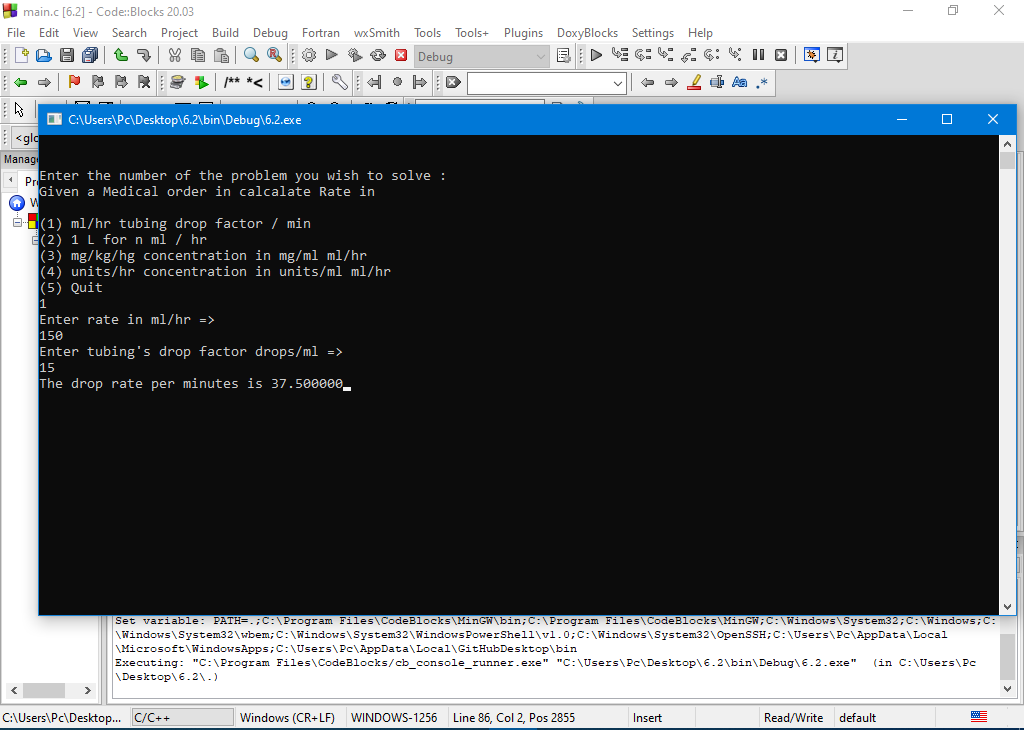 main.c [6.2] - Code::Blocks 20.03
File Edit View Search Project Build Debug Fortran wxSmith Tools Tools+ Plugins DoxyBlocks Settings Help
Debug
/** *<
Aa .*
C:\Users\Pc\Desktop\6.2\bin\Debug\6.2.exe
<glo
Manage
Pr
W
Enter the number of the problem you wish to solve :
Given a Medical order in calcalate Rate in
(1) ml/hr tubing drop factor / min
(2) 1 L for n ml / hr
(3) mg/kg/hg concentration in mg/ml ml/hr
(4) units/hr concentration in units/ml ml/hr
(5) Quit
1
Enter rate in ml/hr =>
150
Enter tubing's drop factor drops/ml =>
15
The drop rate per minutes is 37.500000
Set variable: PATH=.;C:\Program Files\CodeBlocks\MinGW\bin;C:\Program Files\CodeBlocks\MinGW;C:\Windows\System32;C:\Windows;C:
\Windows\System32\wbem;C:\Windows\System32\WindowsPowerShell\v1.0;C:\Windows\System32\OpenSSH;C:\Users\Pc\AppData\Local
\Microsoft\WindowsApps;C:\Users\Pc\AppData\Local\GitHubDesktop\bin
Executing: "C:\Program Files\CodeBlocks/cb_console_runner.exe" "C:\Users\Pc\Desktop\6.2\bin\Debug\6.2.exe"  (in C:\Users\Pc
\Desktop\6.2\.)
C:\Users\Pc\Desktop... C/C++ Windows (CR+LF) WINDOWS-1256 Line 86, Col 2, Pos 2855 Insert Read/Write default